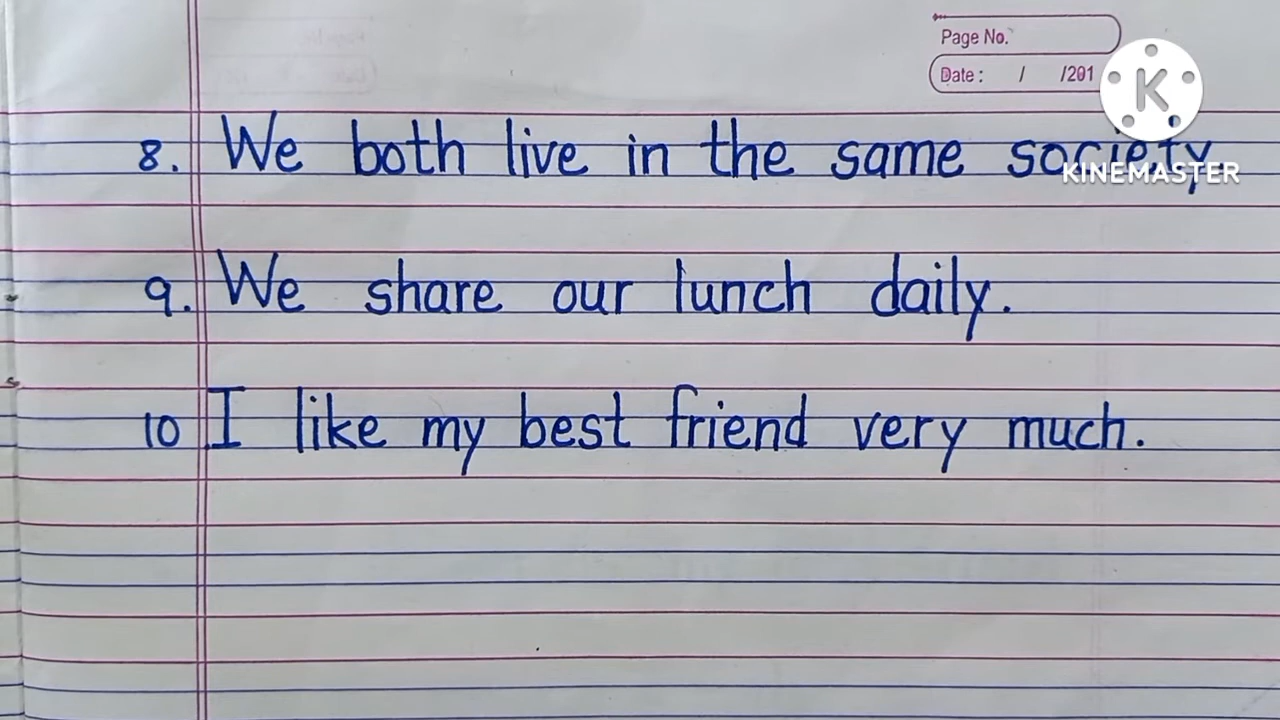 Page No.
Date : / /201
K
KINEMASTER
8. We both live in the same society.
9. We share our lunch daily.
10 I like my best friend very much.